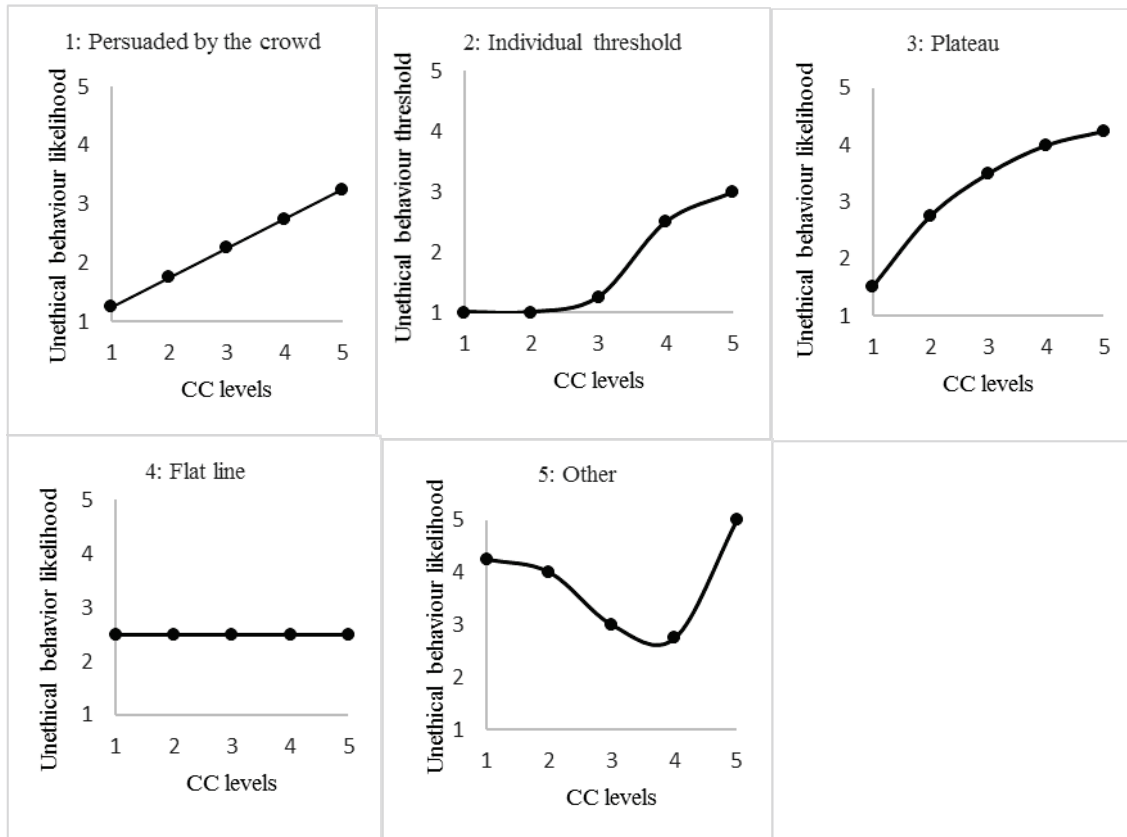 1: Persuaded by the crowd
Unethical behaviour likelihood
5
4
3
2
1
1 2 3 4 5
CC levels
2: Individual threshold
Unethical behaviour threshold
5
4
3
2
1
1 2 3 4 5
CC levels
3: Plateau
Unethical behaviour likelihood
5
4
3
2
1
1 2 3 4 5
CC levels
4: Flat line
Unethical behavior likelihood
5
4
3
2
1
1 2 3 4 5
CC levels
5: Other
Unethical behaviour likelihood
5
4
3
2
1
1 2 3 4 5
CC levels